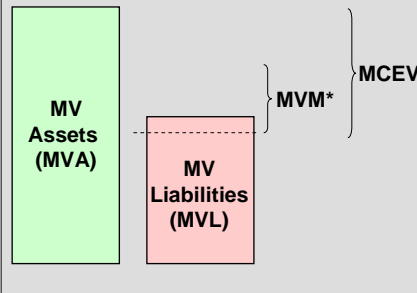 MCEV
MVM*
MV
Assets
(MVA)
MV
Liabilities
(MVL)